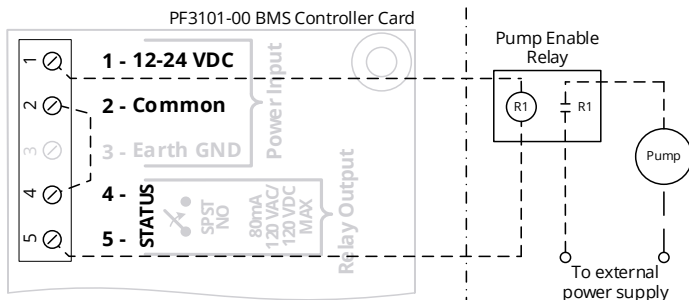 PF3101-00 BMS Controller Card
1
1 - 12-24 VDC
2
2 - Common
3
3 - Earth GND
Power Input
4
4 -
5
5 -
STATUS
SPST
NO
80mA
120 VAC/
120 VDC
MAX
Relay Output
Pump Enable
Relay
R1
R1
Pump
To external
power supply